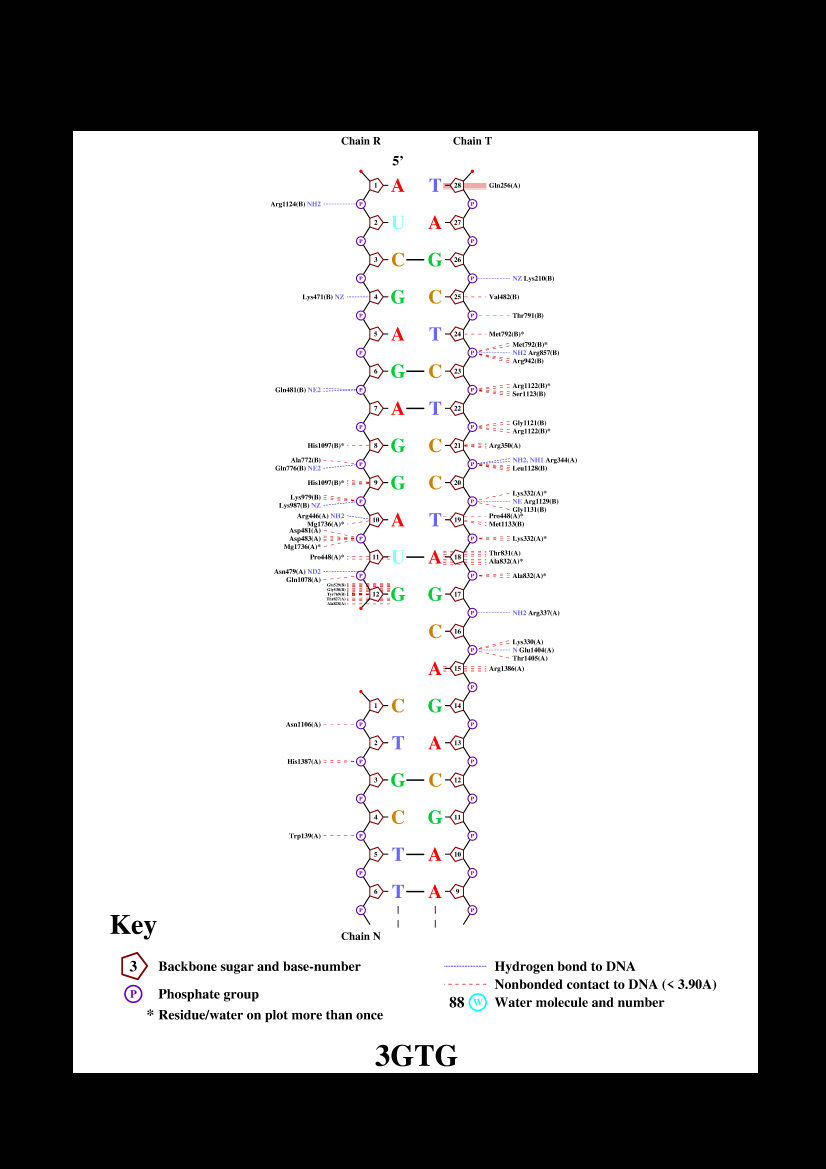 Chain R Chain T
5'
1 A T 28 Gln256(A)
Arg1124(B) NH2 P P
2 U A 27
P P
3 C G 26
P P NZ Lys210(B)
Lys471(B) NZ 4 G C 25 Val482(B)
P P Thr791(B)
5 A T 24 Met792(B)*
Met792(B)*
P P NH2 Arg857(B)
Arg942(B)
6 G C 23
Arg1122(B)*
Gln481(B) NE2 P P
Ser1123(B)
7 A T 22
Gly1121(B)
P P
Arg1122(B)*
His1097(B)* 8 G C 21 Arg350(A)
Ala772(B) P P NH2, NH1 Arg344(A)
Gln776(B) NE2 Leu1128(B)
His1097(B)* 9 G C 20
Lys332(A)*
Lys979(B) P P NE Arg1129(B)
Lys987(B) NZ Gly1131(B)
Arg446(A) NH2 10 A T 19 Pro448(A)*
Mg1736(A)* Met1133(B)
Asp481(A)
Asp483(A) P P Lys332(A)*
Mg1736(A)*
Pro448(A)* 11 U A 18 Thr831(A)
Ala832(A)*
Asn479(A) ND2 P P Ala832(A)*
Gln1078(A)
12 G G 17
P NH2 Arg337(A)
C 16
Lys330(A)
P N Glu1404(A)
Thr1405(A)
A 15 Arg1386(A)
P
1 C G 14
Asn1106(A) P P
2 T A 13
His1387(A) P P
3 G C 12
P P
4 C G 11
Trp139(A) P P
5 T A 10
P P
6 T A 9
P P
Chain N
Key
3 Backbone sugar and base-number
P Phosphate group
* Residue/water on plot more than once
Hydrogen bond to DNA
Nonbonded contact to DNA (< 3.90A)
88 W Water molecule and number
3GTG